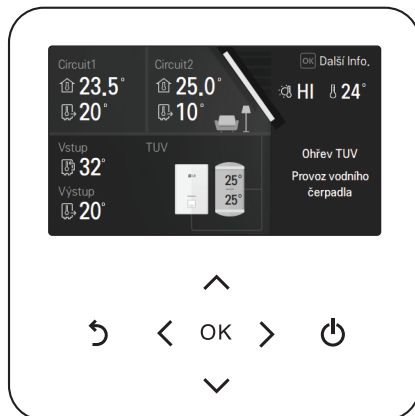 Circuit1
23.5°
20°
Circuit2
25.0°
10°
OK Další Info.
HI 24°
Vstup
32°
Výstup
20°
TUV
LG
25°
25°
Ohřev TUV
Provoz vodního
čerpadla
OK